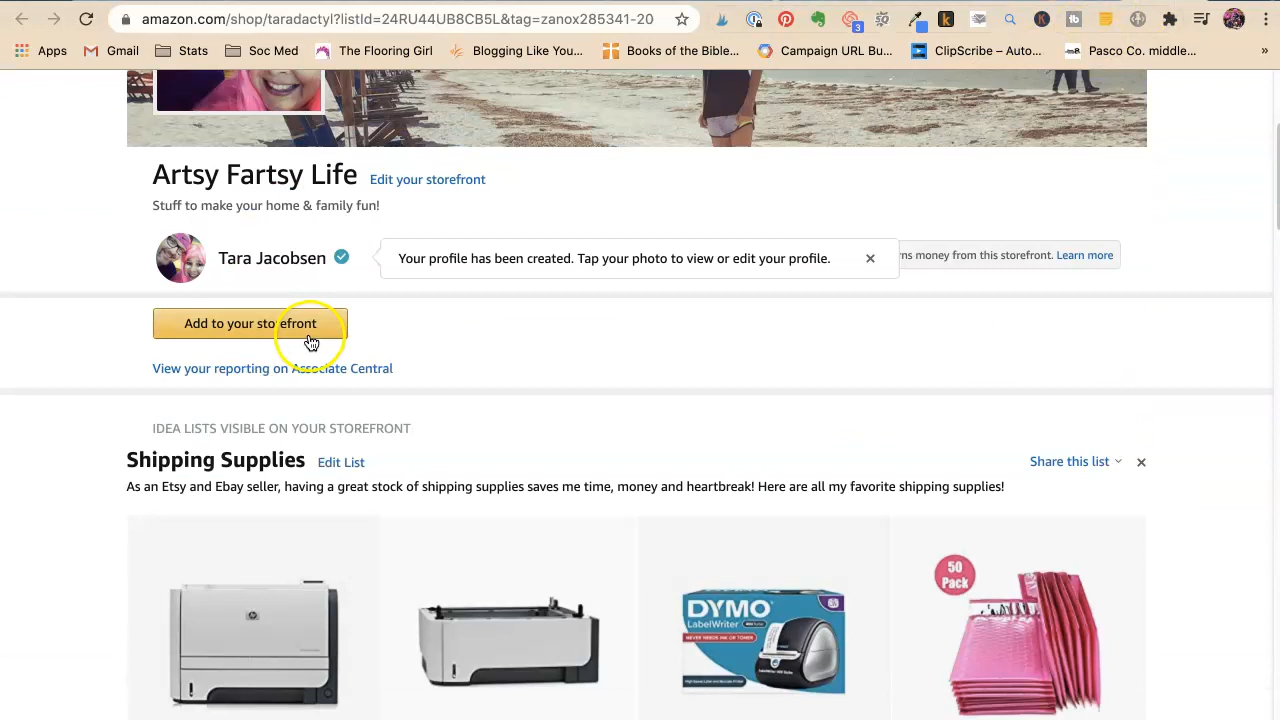 amazon.com/shop/taradactyl?listId=24RU44UB8CB5L&tag=zanox285341-20
3
Apps
Gmail
Stats
Soc Med
The Flooring Girl
Blogging Like You...
Books of the Bible...
Campaign URL Bu...
ClipScribe – Auto...
Pasco Co. middle...
»
Artsy Fartsy Life Edit your storefront
Stuff to make your home & family fun!
Tara Jacobsen
Your profile has been created. Tap your photo to view or edit your profile.
ns money from this storefront. Learn more
Add to your storefront
View your reporting on Associate Central
IDEA LISTS VISIBLE ON YOUR STOREFRONT
Shipping Supplies Edit List
Share this list
As an Etsy and Ebay seller, having a great stock of shipping supplies saves me time, money and heartbreak! Here are all my favorite shipping supplies!
DYMO
LabelWriter
NEVER NEEDS INK OR TONER
50
Pack